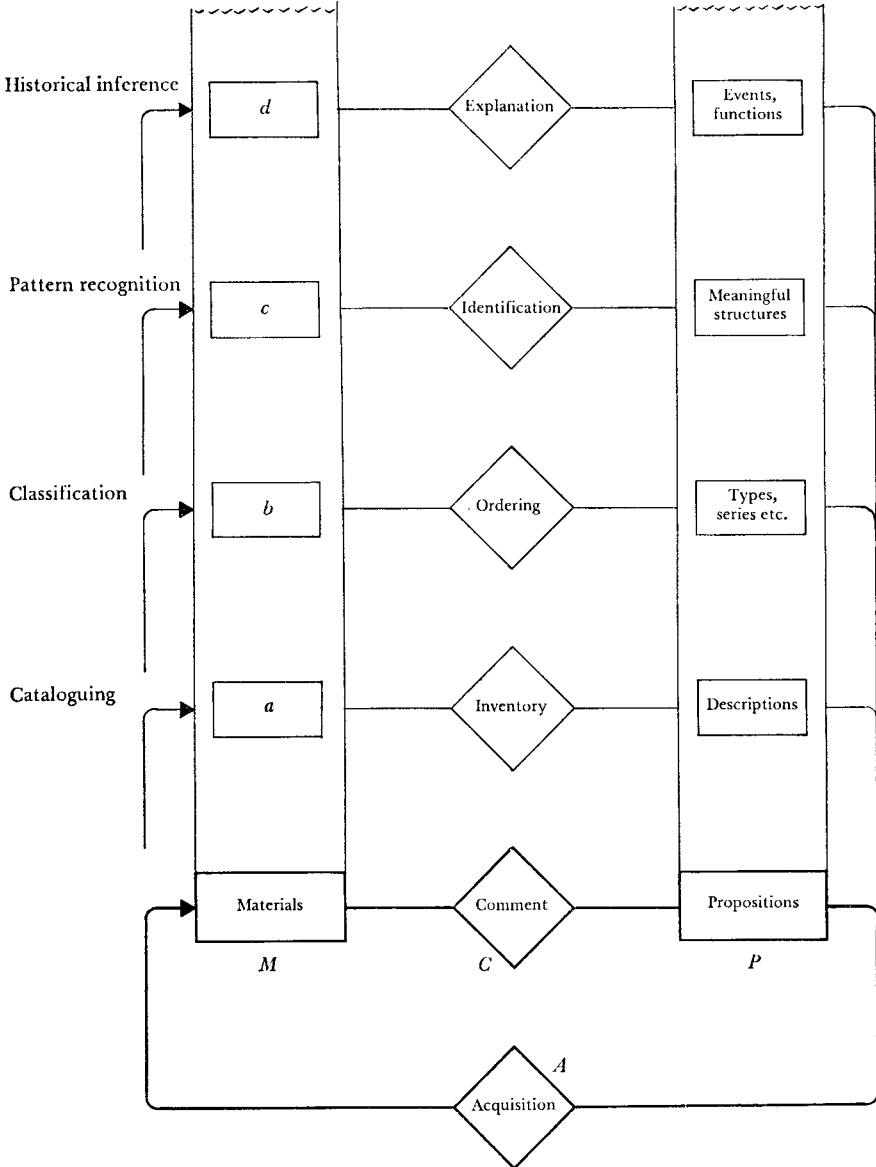 Historical inference
d
Explanation
Events,
functions
Pattern recognition
c
Identification
Meaningful
structures
Classification
b
Ordering
Types,
series etc.
Cataloguing
a
Inventory
Descriptions
Materials
Comment
Propositions
M
C
P
A
Acquisition